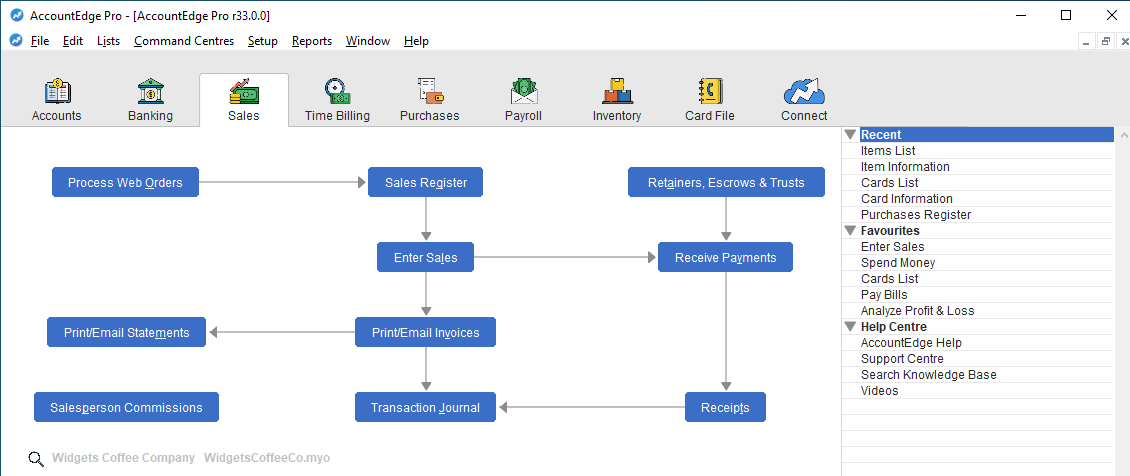 AccountEdge Pro - [AccountEdge Pro r33.0.0]
File Edit Lists Command Centres Setup Reports Window Help
Accounts Banking Sales Time Billing Purchases Payroll Inventory Card File Connect
Process Web Orders Sales Register Retainers, Escrows & Trusts
Enter Sales Receive Payments
Print/Email Statements Print/Email Invoices
Salesperson Commissions Transaction Journal Receipts
Widgets Coffee Company WidgetsCoffeeCo.myo
Recent
Items List
Item Information
Cards List
Card Information
Purchases Register
Favourites
Enter Sales
Spend Money
Cards List
Pay Bills
Analyze Profit & Loss
Help Centre
AccountEdge Help
Support Centre
Search Knowledge Base
Videos